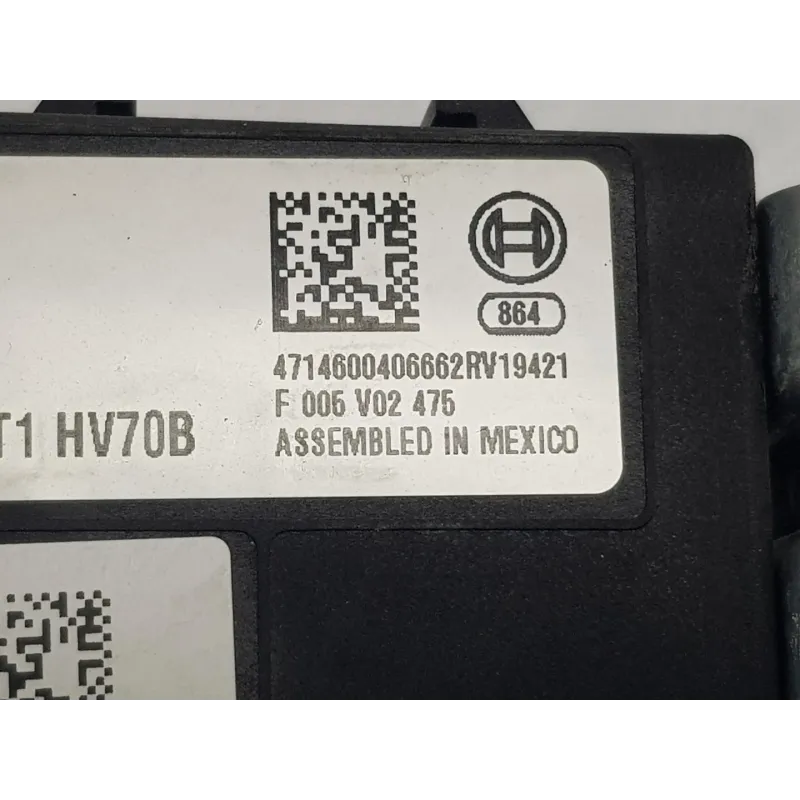 864
4714600406662RV19421
F 005 V02 475
T1 HV70B
ASSEMBLED IN MEXICO